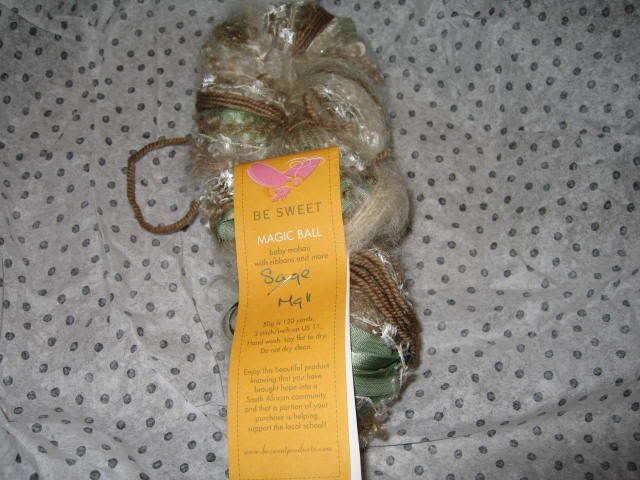 BE SWEET
MAGIC BALL
baby mohair
with ribbons and more
Sage
50g is 120 yards.
3 stitch/inch on US 11.
Hand wash. Lay flat to dry.
Do not dry clean.
Enjoy this beautiful product
knowing that you have
brought hope into a
South African community
and that a portion of your
purchase is helping
support the local school!
www.besweetproducts.com